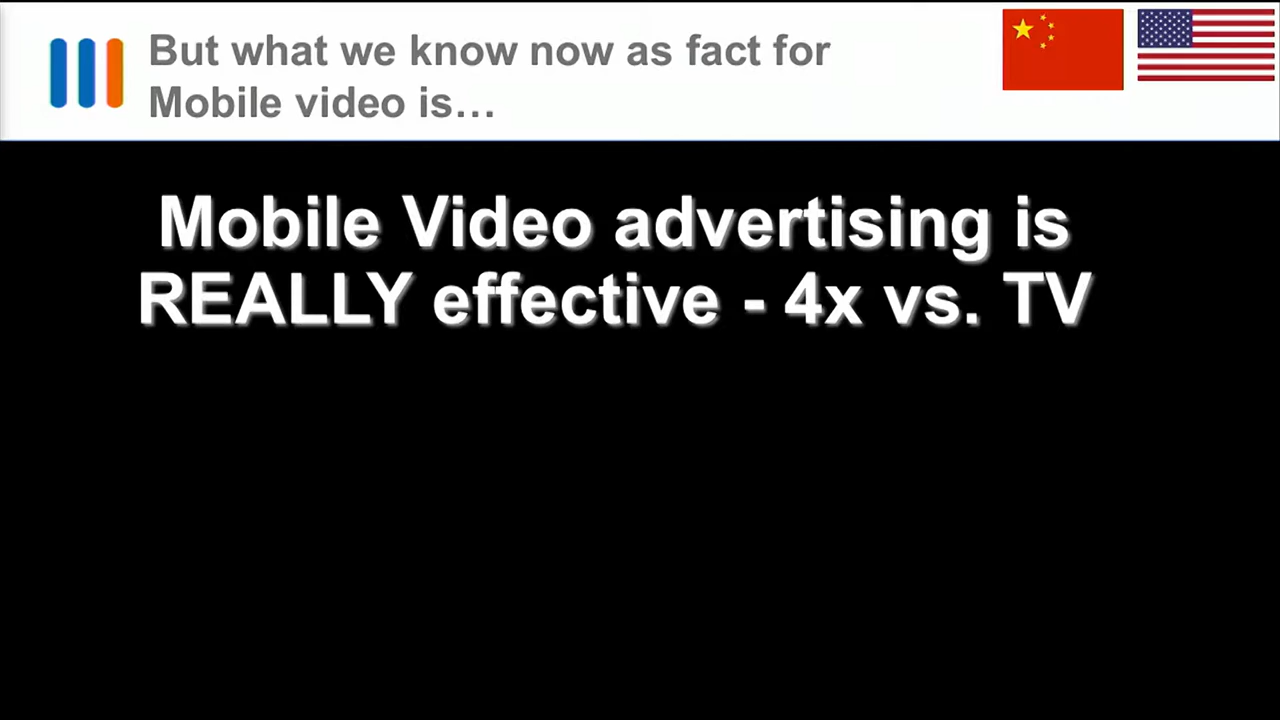 But what we know now as fact for
Mobile video is…
Mobile Video advertising is
REALLY effective - 4x vs. TV